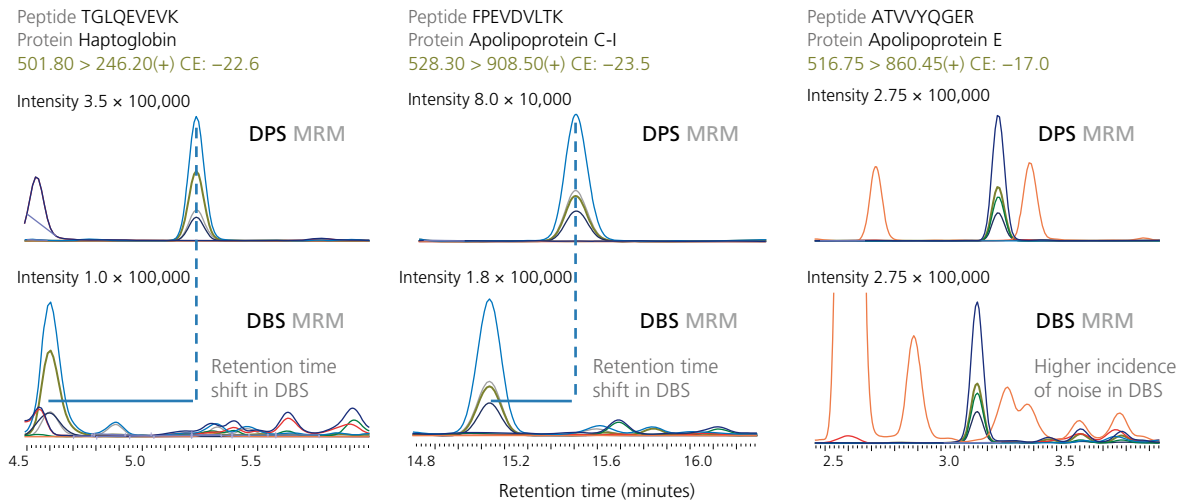 Peptide TGLQEVEVK
Protein Haptoglobin
501.80 > 246.20(+) CE: −22.6
Intensity 3.5 × 100,000
DPS MRM
Intensity 1.0 × 100,000
DBS MRM
Retention time
shift in DBS
4.5 5.0 5.5
Peptide FPEVDVLTK
Protein Apolipoprotein C-I
528.30 > 908.50(+) CE: −23.5
Intensity 8.0 × 10,000
DPS MRM
Intensity 1.8 × 100,000
DBS MRM
Retention time
shift in DBS
14.8 15.2 15.6 16.0
Peptide ATVVYQGER
Protein Apolipoprotein E
516.75 > 860.45(+) CE: −17.0
Intensity 2.75 × 100,000
DPS MRM
Intensity 2.75 × 100,000
DBS MRM
Higher incidence
of noise in DBS
2.5 3.0 3.5
Retention time (minutes)